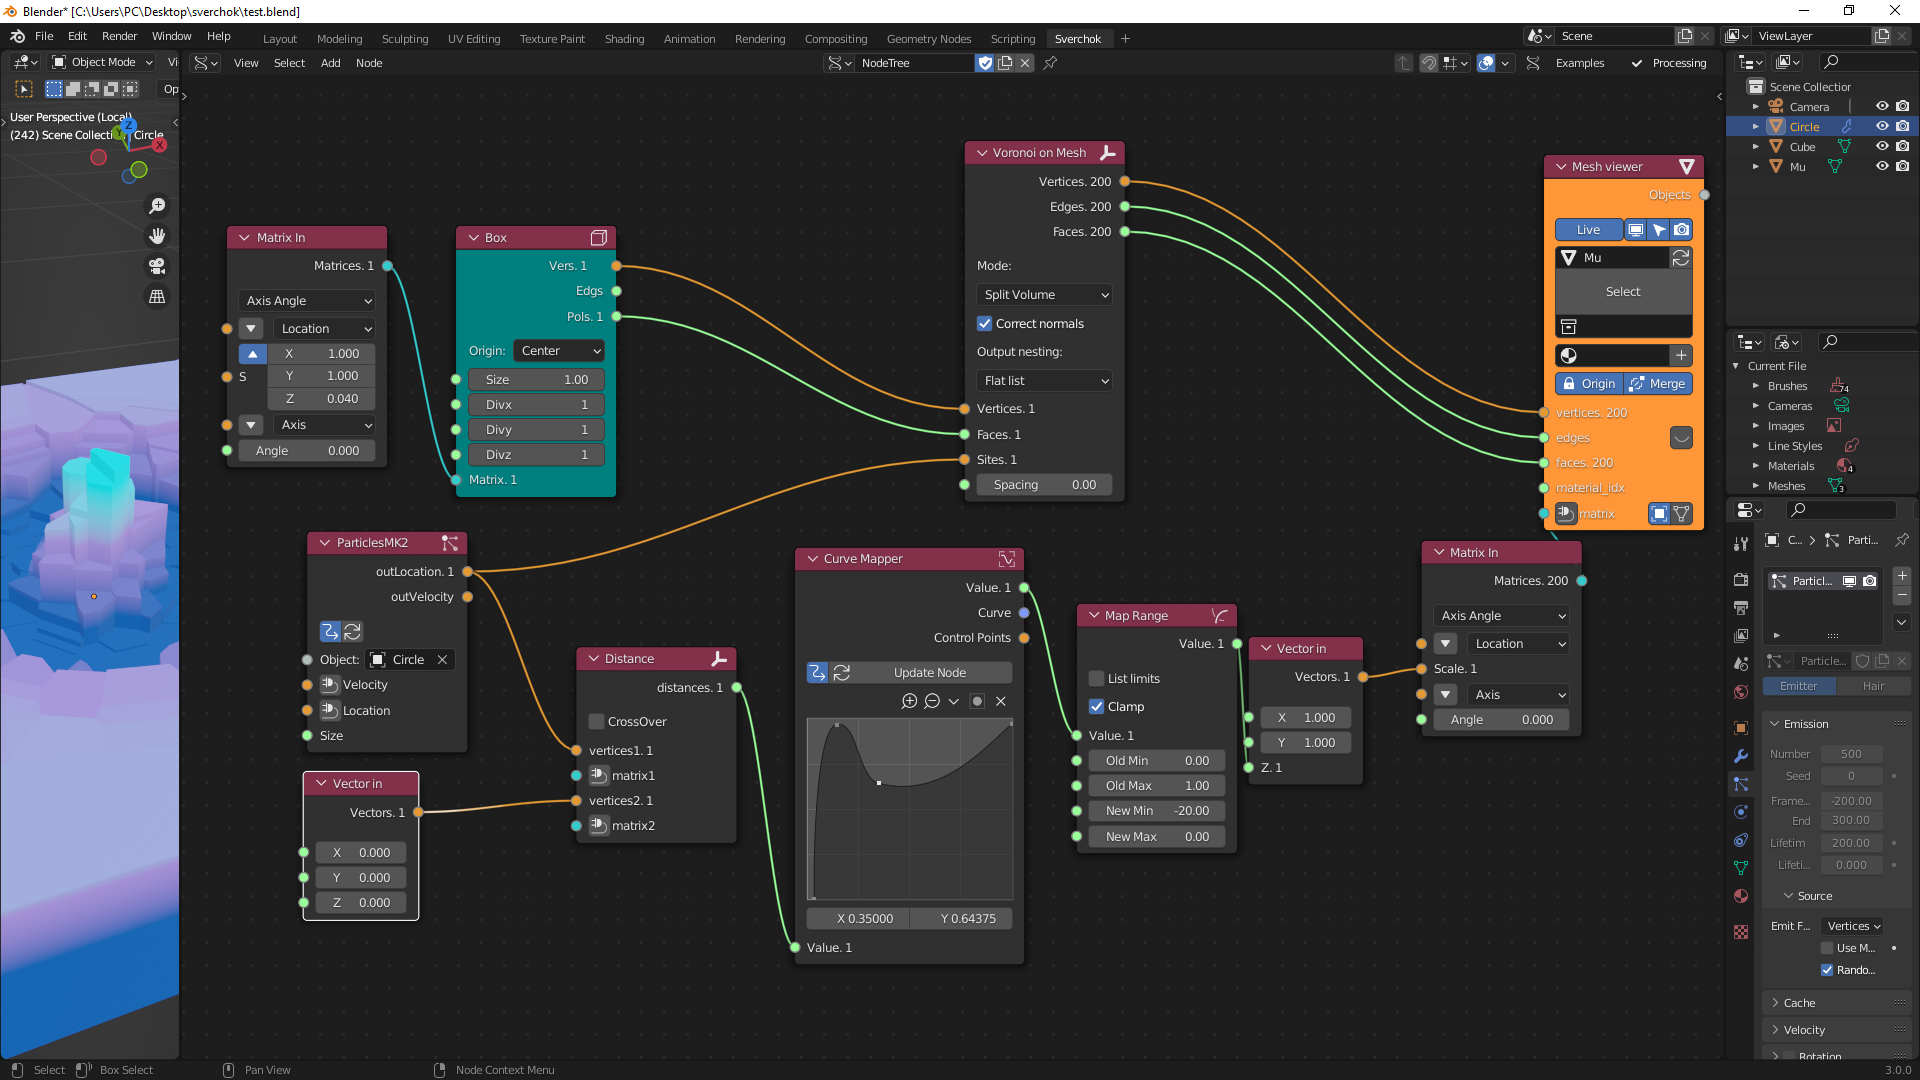 Blender* [C:\Users\PC\Desktop\sverchok\test.blend]
File Edit Render Window Help
Layout Modeling Sculpting UV Editing Texture Paint Shading Animation Rendering Compositing Geometry Nodes Scripting Sverchok +
Scene
ViewLayer
Object Mode Vi
View Select Add Node
NodeTree
Examples Processing
Op
User Perspective (Local)
(242) Scene Collecti Circle
Z
Y
X
Matrix In
Matrices. 1
Axis Angle
Location
X 1.000
S Y 1.000
Z 0.040
Axis
Angle 0.000
Box
Vers. 1
Edgs
Pols. 1
Origin: Center
Size 1.00
Divx 1
Divy 1
Divz 1
Matrix. 1
ParticlesMK2
outLocation. 1
outVelocity
Object: Circle
Velocity
Location
Size
Vector in
Vectors. 1
X 0.000
Y 0.000
Z 0.000
Distance
distances. 1
CrossOver
vertices1. 1
matrix1
vertices2. 1
matrix2
Voronoi on Mesh
Vertices. 200
Edges. 200
Faces. 200
Mode:
Split Volume
Correct normals
Output nesting:
Flat list
Vertices. 1
Faces. 1
Sites. 1
Spacing 0.00
Curve Mapper
Value. 1
Curve
Control Points
Update Node
X 0.35000 Y 0.64375
Value. 1
Map Range
Value. 1
List limits
Clamp
Value. 1
Old Min 0.00
Old Max 1.00
New Min -20.00
New Max 0.00
Vector in
Vectors. 1
X 1.000
Y 1.000
Z. 1
Matrix In
Matrices. 200
Axis Angle
Location
Scale. 1
Axis
Angle 0.000
Mesh viewer
Objects
Live
Mu
Select
Origin Merge
vertices. 200
edges
faces. 200
material_idx
matrix
Scene Collectior
Camera
Circle
Cube
Mu
Current File
Brushes 74
Cameras
Images
Line Styles
Materials 4
Meshes 3
C... Parti...
Particl...
Particle...
Emitter Hair
Emission
Number 500
Seed 0
Frame... -200.00
End 300.00
Lifetim 200.00
Lifeti... 0.000
Source
Emit F... Vertices
Use M...
Rando...
Cache
Velocity
Rotation
Select Box Select Pan View Node Context Menu 3.0.0